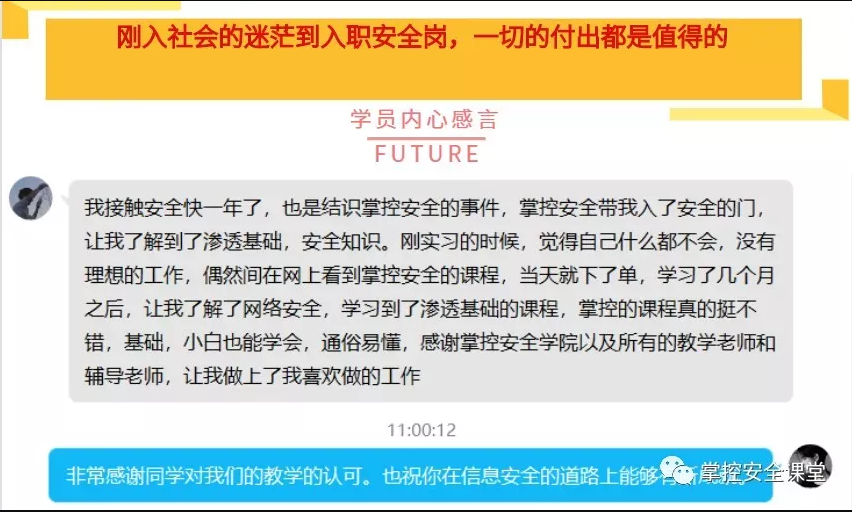 刚入社会的迷茫到入职安全岗，一切的付出都是值得的
学员内心感言
FUTURE
我接触安全快一年了，也是结识掌控安全的事件，掌控安全带我入了安全的门，
让我了解到了渗透基础，安全知识。刚实习的时候，觉得自己什么都不会，没有
理想的工作，偶然间在网上看到掌控安全的课程，当天就下了单，学习了几个月
之后，让我了解了网络安全，学习到了渗透基础的课程，掌控的课程真的挺不
错，基础，小白也能学会，通俗易懂，感谢掌控安全学院以及所有的教学老师和
辅导老师，让我做上了我喜欢做的工作
11:00:12
非常感谢同学对我们的教学的认可。也祝你在信息安全的道路上能够有新
掌控安全课堂